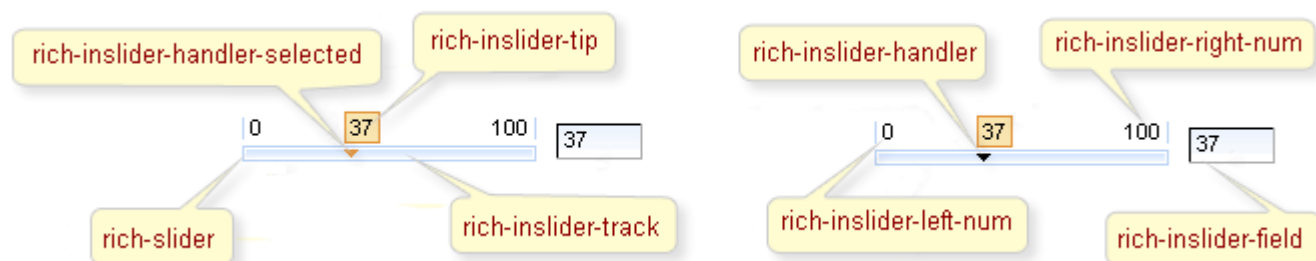 rich-inslider-handler-selected
rich-inslider-tip
0 37 100
37
rich-slider
rich-inslider-track
rich-inslider-handler
rich-inslider-right-num
0 37 100
37
rich-inslider-left-num
rich-inslider-field